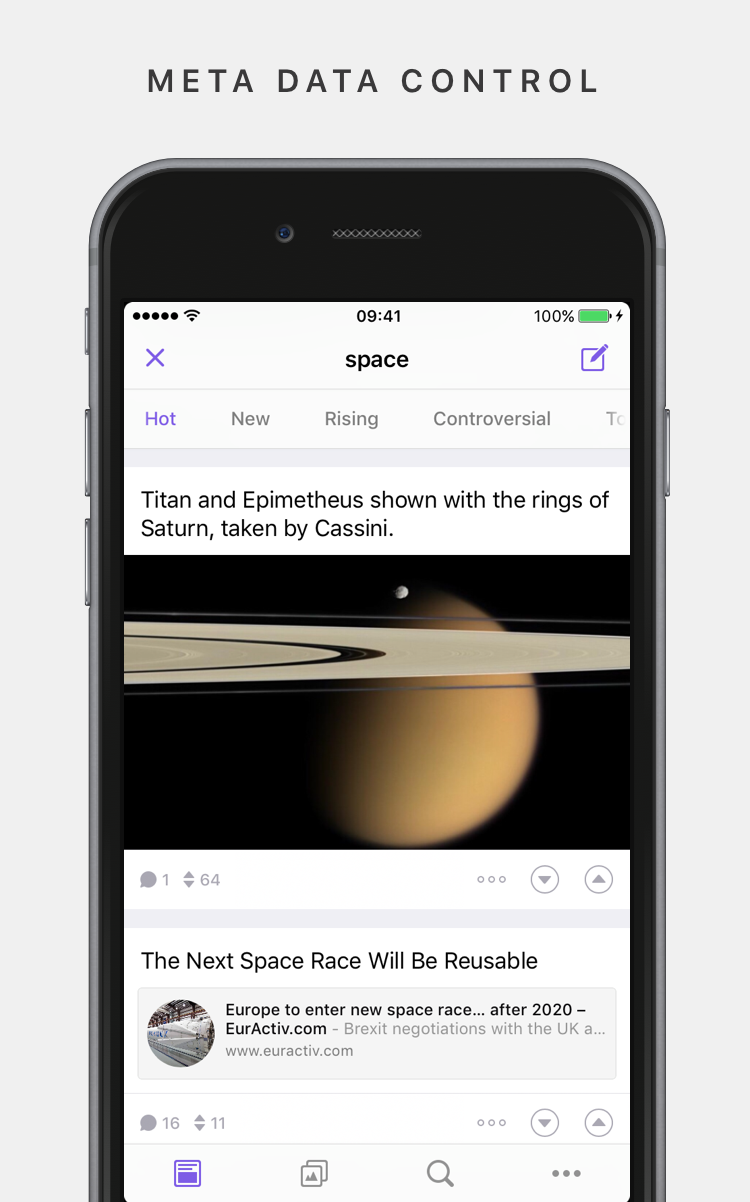 META DATA CONTROL
09:41
100%
space
Hot New Rising Controversial
Titan and Epimetheus shown with the rings of
Saturn, taken by Cassini.
1 64
The Next Space Race Will Be Reusable
Europe to enter new space race... after 2020 –
EurActiv.com - Brexit negotiations with the UK a...
www.euractiv.com
16 11